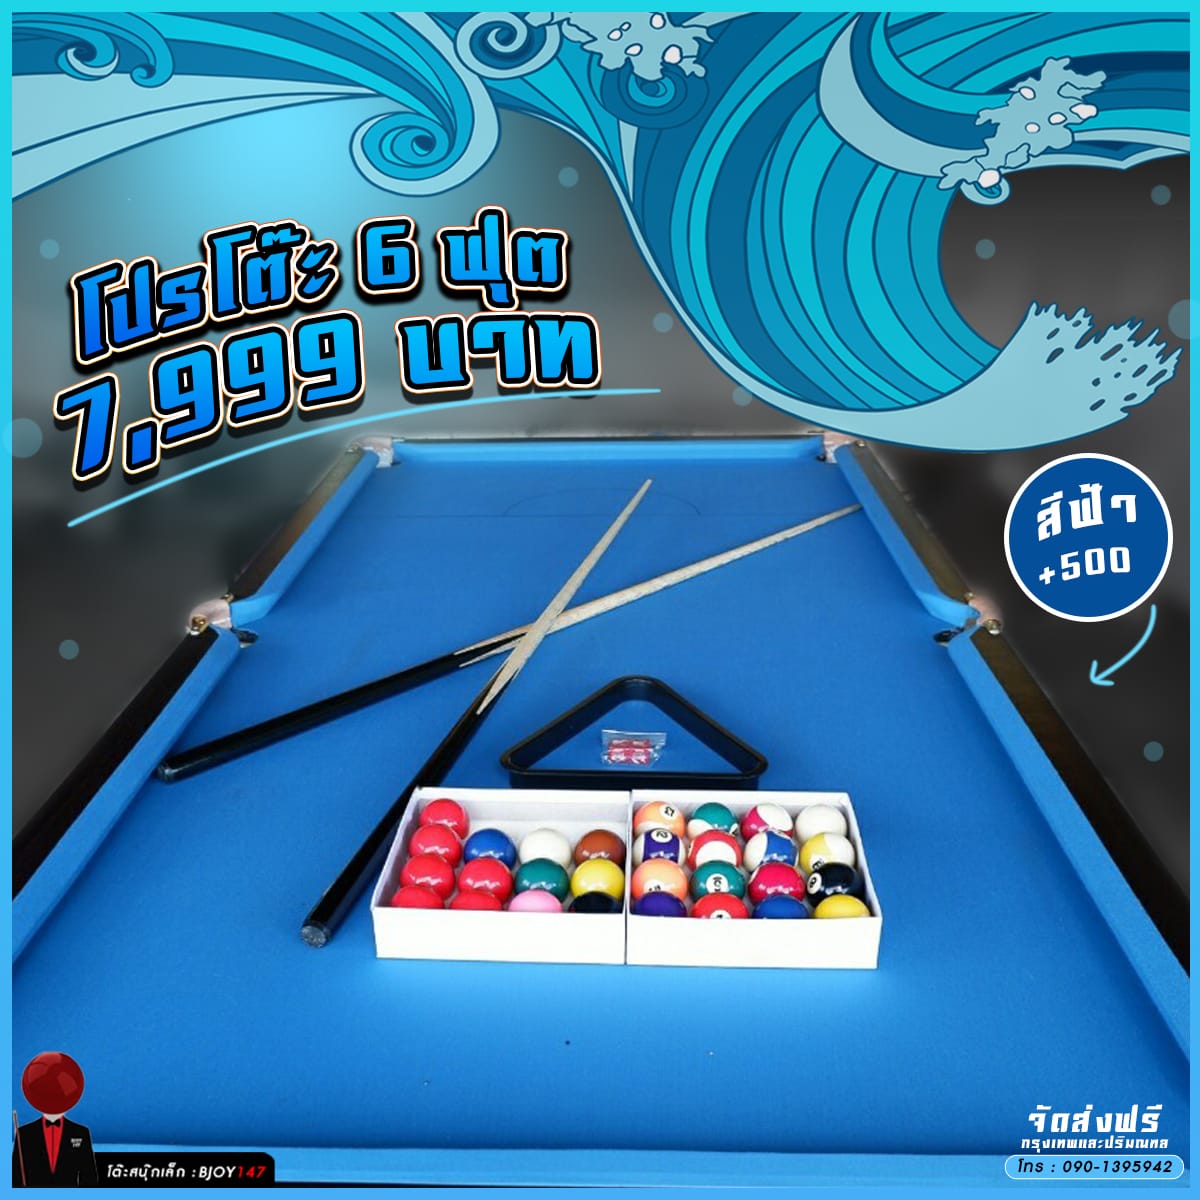 โปรโต๊ะ 6 ฟุต
7,999 บาท
สีฟ้า
+500
โต๊ะสนุ๊กเล็ก : BJOY147
จัดส่งฟรี
กรุงเทพและปริมณฑล
โทร : 090-1395942